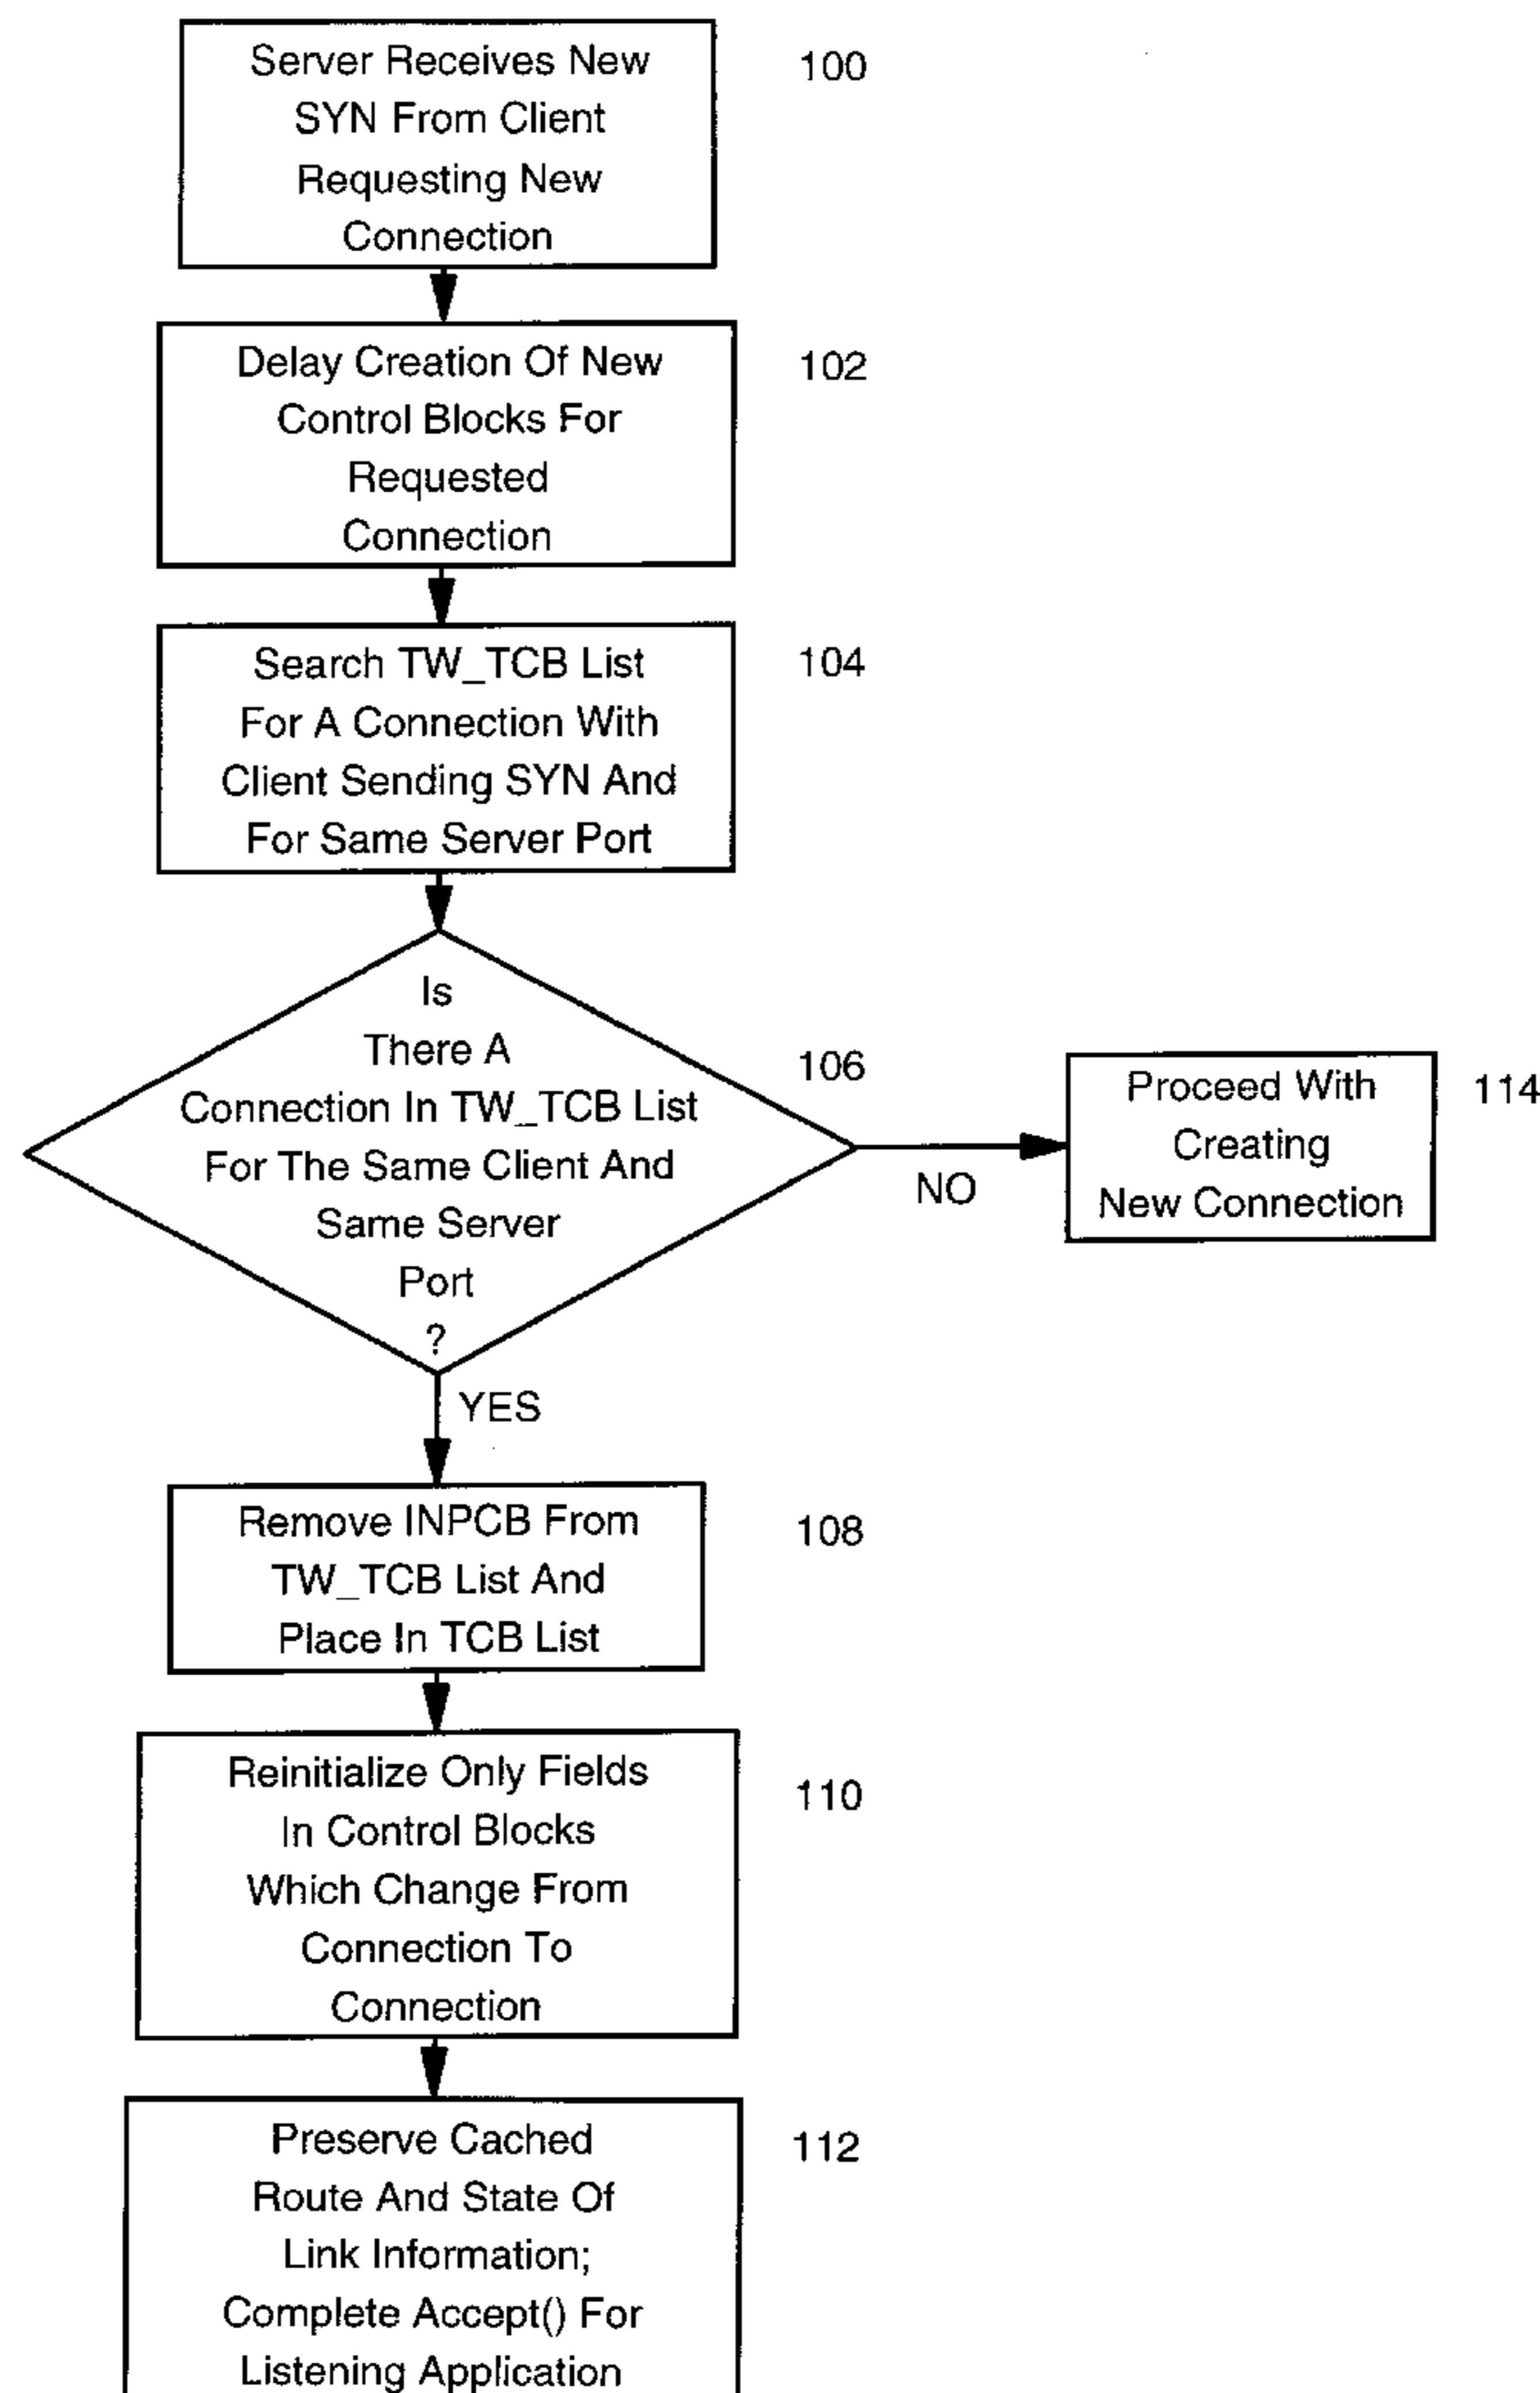 Server Receives New
SYN From Client
Requesting New
Connection
100
Delay Creation Of New
Control Blocks For
Requested
Connection
102
Search TW_TCB List
For A Connection With
Client Sending SYN And
For Same Server Port
104
Is
There A
Connection In TW_TCB List
For The Same Client And
Same Server
Port
?
106
NO
Proceed With
Creating
New Connection
114
YES
Remove INPCB From
TW_TCB List And
Place In TCB List
108
Reinitialize Only Fields
In Control Blocks
Which Change From
Connection To
Connection
110
Preserve Cached
Route And State Of
Link Information;
Complete Accept() For
Listening Application
112